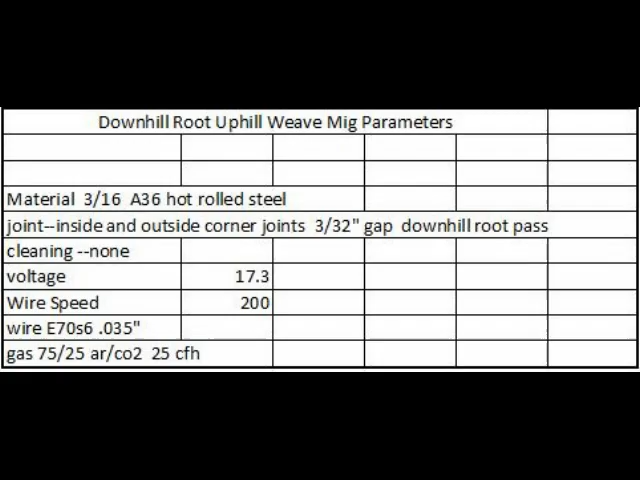 Downhill Root Uphill Weave Mig Parameters
Material 3/16 A36 hot rolled steel
joint--inside and outside corner joints 3/32" gap downhill root pass
cleaning --none
voltage 17.3
Wire Speed 200
wire E70s6 .035"
gas 75/25 ar/co2 25 cfh